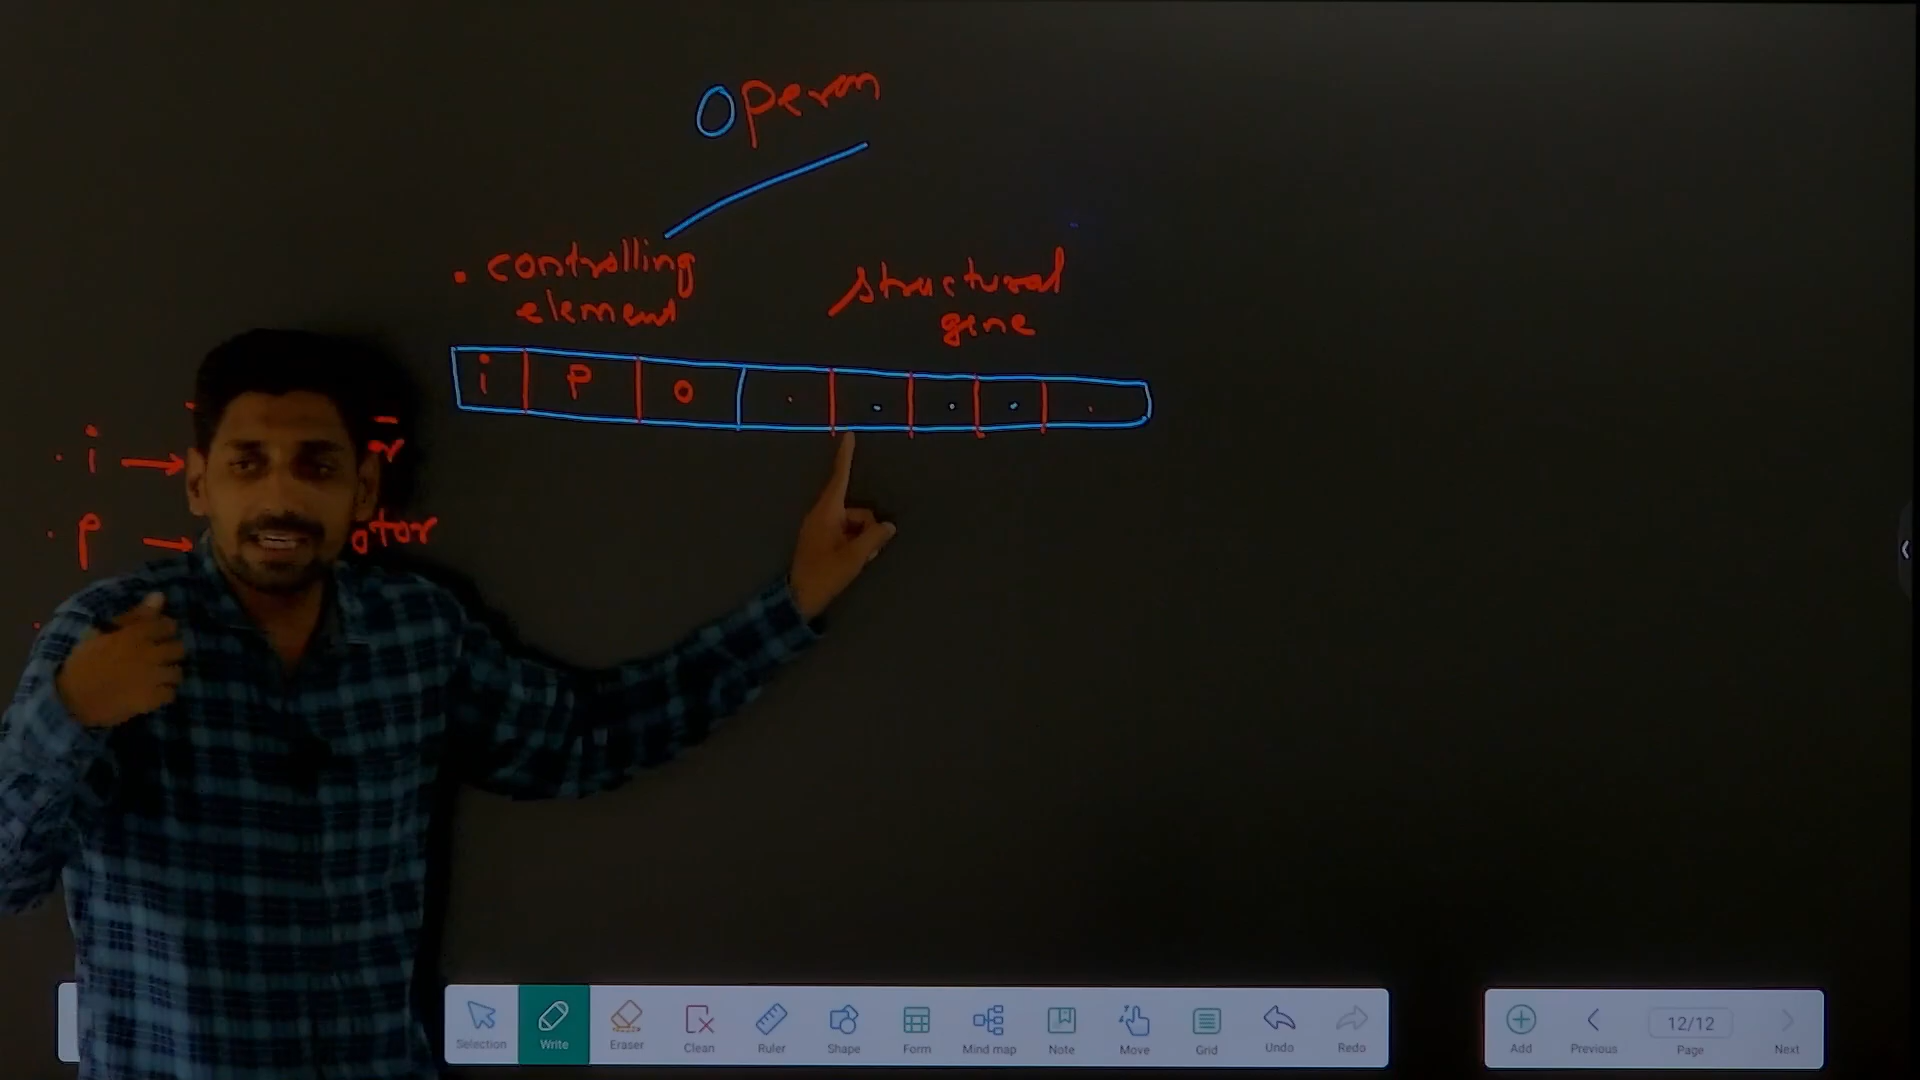 Operon
. controlling
element
structural
gene
i P O . . . . .
. i →
. P →
Selection Write Eraser Clean Ruler Shape Form Mind map Note Move Grid Undo Redo
Add Previous 12/12 Page Next